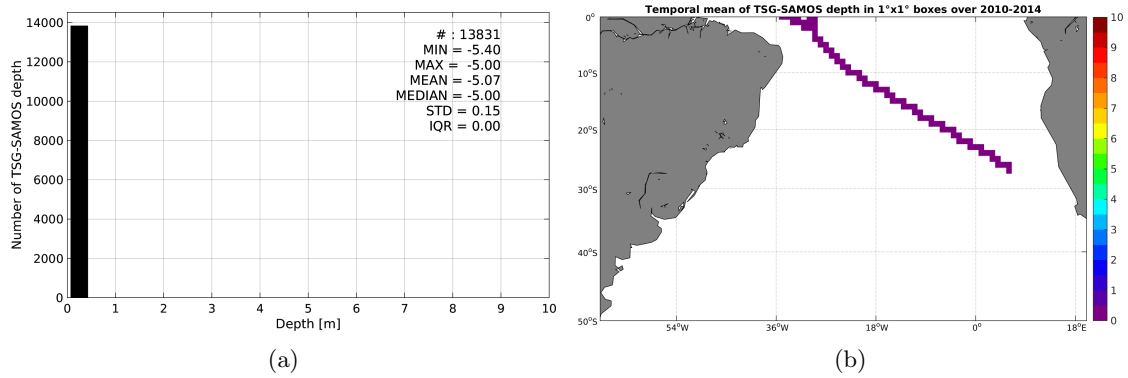 14000
12000
10000
8000
6000
4000
2000
0
Number of TSG-SAMOS depth
# : 13831
MIN = -5.40
MAX = -5.00
MEAN = -5.07
MEDIAN = -5.00
STD = 0.15
IQR = 0.00
0 1 2 3 4 5 6 7 8 9 10
Depth [m]
(a)
Temporal mean of TSG-SAMOS depth in 1°x1° boxes over 2010-2014
0°
10°S
20°S
30°S
40°S
50°S
54°W 36°W 18°W 0° 18°E
10
9
8
7
6
5
4
3
2
1
0
(b)